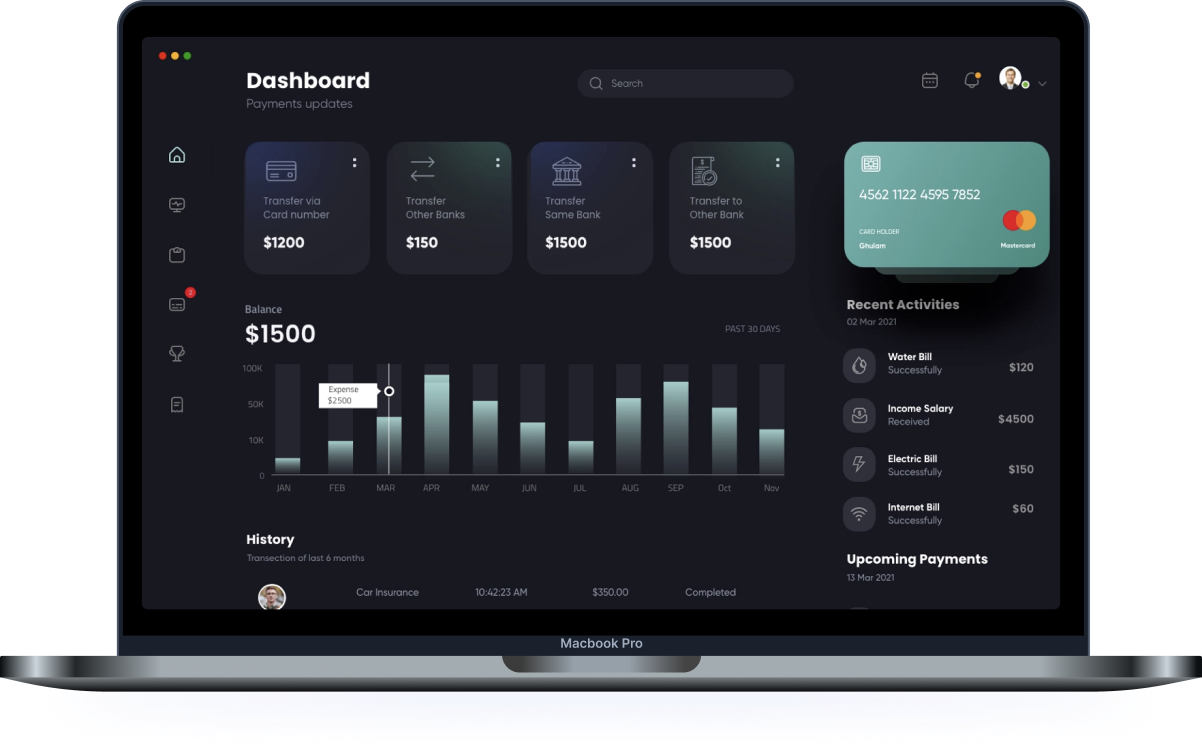 Dashboard
Payments updates
Search
Transfer via
Card number
$1200
Transfer
Other Banks
$150
Transfer
Same Bank
$1500
Transfer to
Other Bank
$1500
4562 1122 4595 7852
CARD HOLDER
Ghulam
Mastercard
2
Balance
$1500
PAST 30 DAYS
100K
50K
10K
0
Expense
$2500
JAN FEB MAR APR MAY JUN JUL AUG SEP Oct Nov
Recent Activities
02 Mar 2021
Water Bill
Successfully
$120
Income Salary
Received
$4500
Electric Bill
Successfully
$150
Internet Bill
Successfully
$60
History
Transection of last 6 months
Car Insurance 10:42:23 AM $350.00 Completed
Upcoming Payments
13 Mar 2021
Macbook Pro